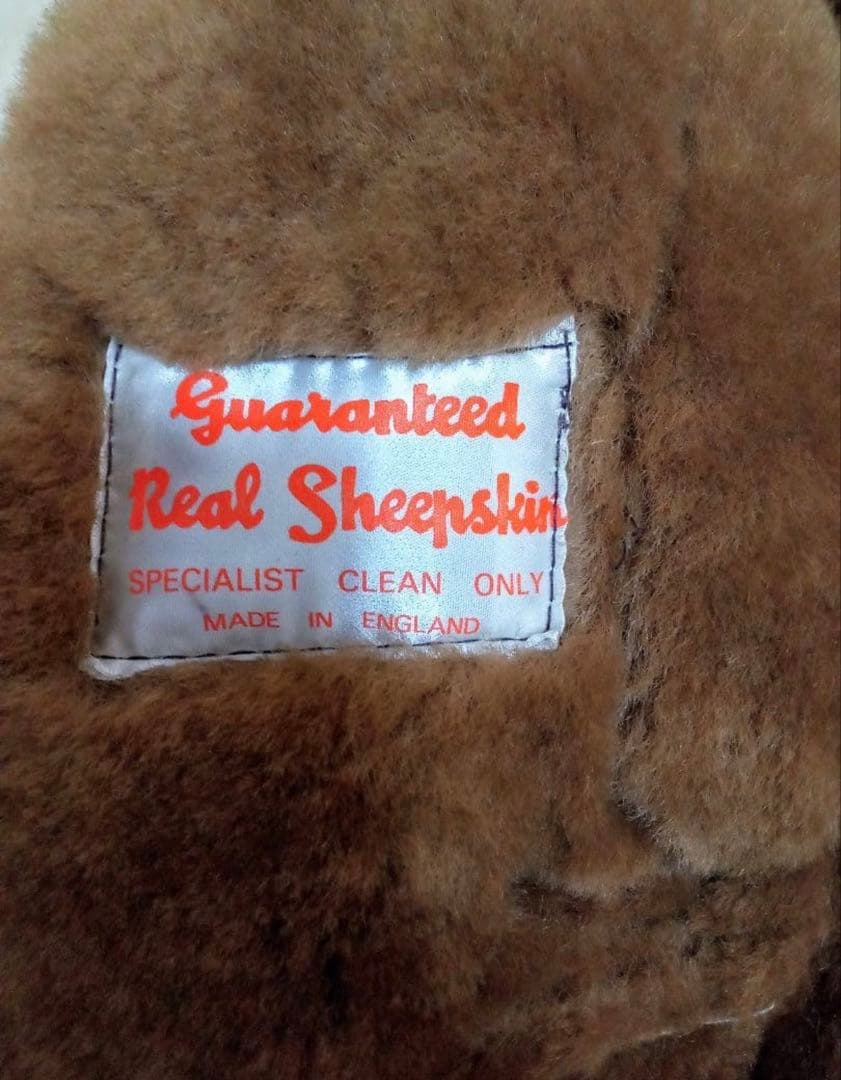 Guaranteed
Real Sheepskin
SPECIALIST CLEAN ONLY
MADE IN ENGLAND